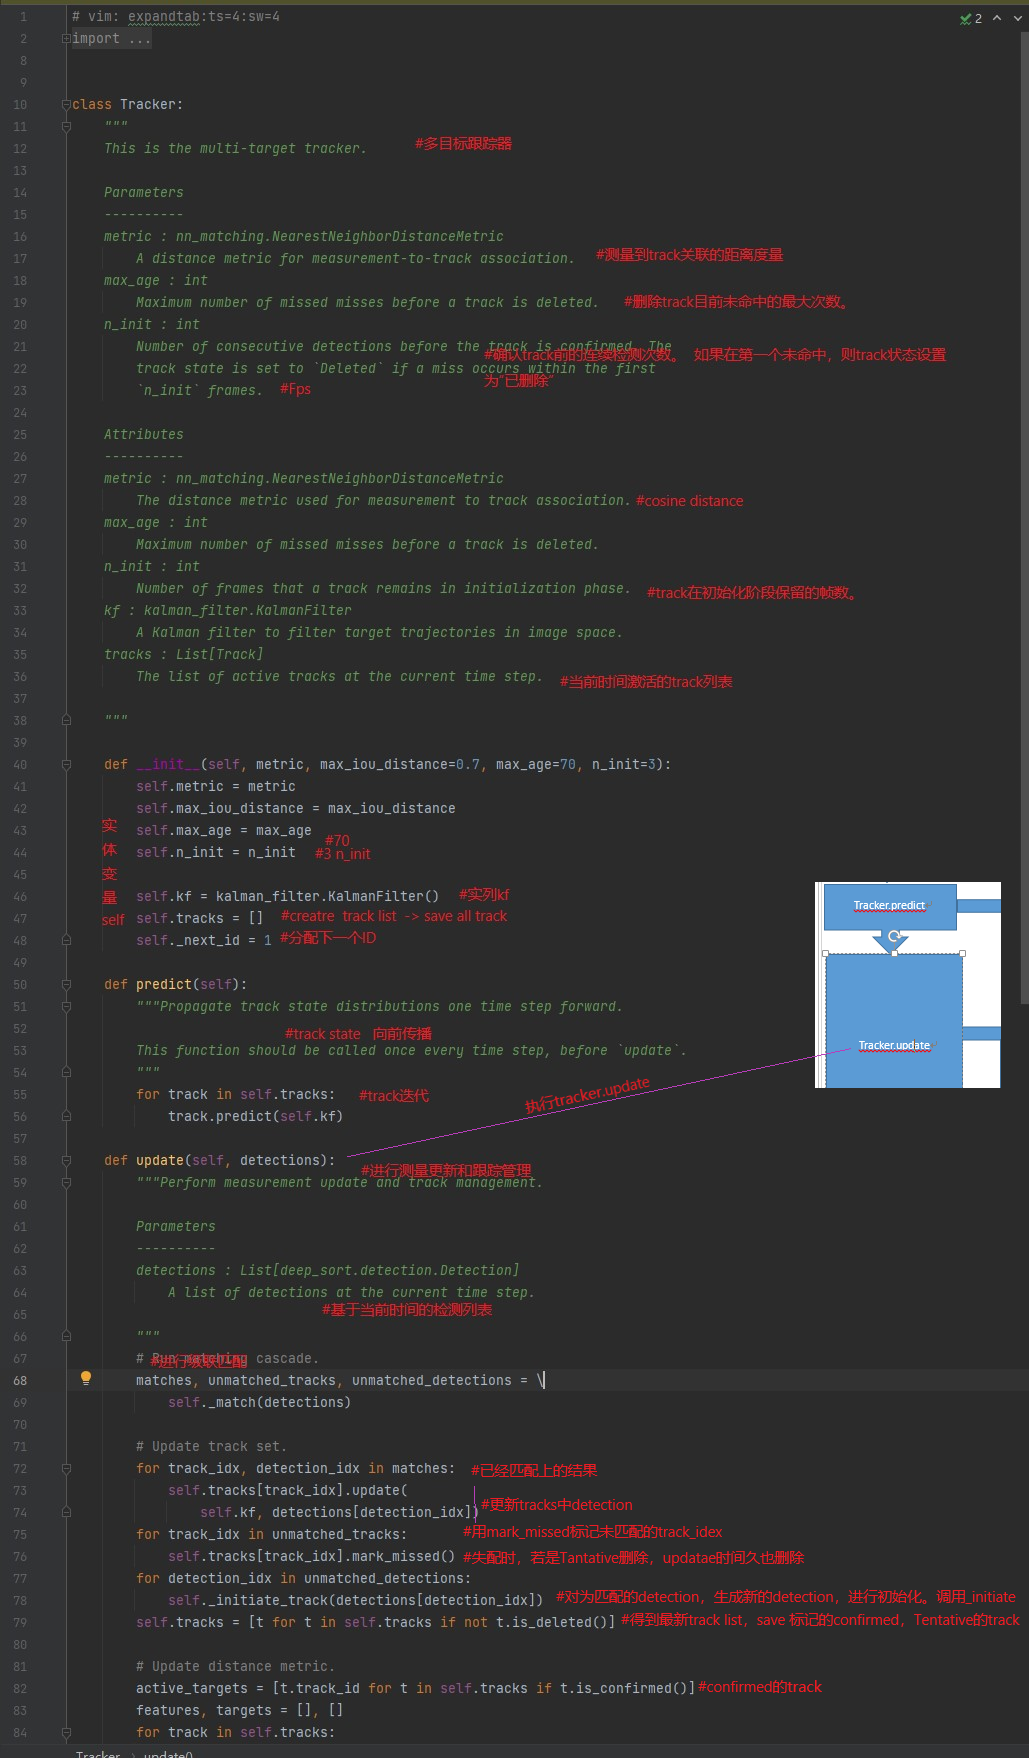 1 # vim: expandtab:ts=4:sw=4
2
2 import ...
8
9
10 class Tracker:
11 """
12 This is the multi-target tracker. #多目标跟踪器
13
14 Parameters
15 ----------
16 metric : nn_matching.NearestNeighborDistanceMetric
17 A distance metric for measurement-to-track association. #测量到track关联的距离度量
18 max_age : int
19 Maximum number of missed misses before a track is deleted. #删除track目前未命中的最大次数。
20 n_init : int
21 Number of consecutive detections before the track is confirmed. The
#确认track前的连续检测次数。 如果在第一个未命中，则track状态设置
22 track state is set to `Deleted` if a miss occurs within the first
为"已删除"
23 `n_init` frames. #Fps
24
25 Attributes
26 ----------
27 metric : nn_matching.NearestNeighborDistanceMetric
28 The distance metric used for measurement to track association. #cosine distance
29 max_age : int
30 Maximum number of missed misses before a track is deleted.
31 n_init : int
32 Number of frames that a track remains in initialization phase. #track在初始化阶段保留的帧数。
33 kf : kalman_filter.KalmanFilter
34 A Kalman filter to filter target trajectories in image space.
35 tracks : List[Track]
36 The list of active tracks at the current time step. #当前时间激活的track列表
37
38 """
39
40 def __init__(self, metric, max_iou_distance=0.7, max_age=70, n_init=3):
41 self.metric = metric
42 self.max_iou_distance = max_iou_distance
实
43 self.max_age = max_age
#70
体
44 self.n_init = n_init #3 n_init
45
变
量
46 self.kf = kalman_filter.KalmanFilter() #实列kf
self
47 self.tracks = [] #creatre track list -> save all track
48 self._next_id = 1 #分配下一个ID
49
50 def predict(self):
51 """Propagate track state distributions one time step forward.
52
#track state 向前传播
53 This function should be called once every time step, before `update`.
54 """
55 for track in self.tracks: #track迭代
56 track.predict(self.kf)
57
Tracker.predict
Tracker.update
执行tracker.update
58 def update(self, detections):
#进行测量更新和跟踪管理
59 """Perform measurement update and track management.
60
61 Parameters
62 ----------
63 detections : List[deep_sort.detection.Detection]
64 A list of detections at the current time step.
#基于当前时间的检测列表
65
66 """
67 # Run matching cascade.
#进行级联匹配
68 matches, unmatched_tracks, unmatched_detections = \
69 self._match(detections)
70
71 # Update track set.
72 for track_idx, detection_idx in matches: #已经匹配上的结果
73 self.tracks[track_idx].update(
#更新tracks中detection
74 self.kf, detections[detection_idx])
75 for track_idx in unmatched_tracks: #用mark_missed标记未匹配的track_idex
76 self.tracks[track_idx].mark_missed() #失配时，若是Tantative删除，updatae时间久也删除
77 for detection_idx in unmatched_detections:
78 self._initiate_track(detections[detection_idx]) #对为匹配的detection，生成新的detection，进行初始化。调用_initiate
79 self.tracks = [t for t in self.tracks if not t.is_deleted()] #得到最新track list，save 标记的confirmed，Tentative的track
80
81 # Update distance metric.
82 active_targets = [t.track_id for t in self.tracks if t.is_confirmed()] #confirmed的track
83 features, targets = [], []
84 for track in self.tracks:
Tracker › update()